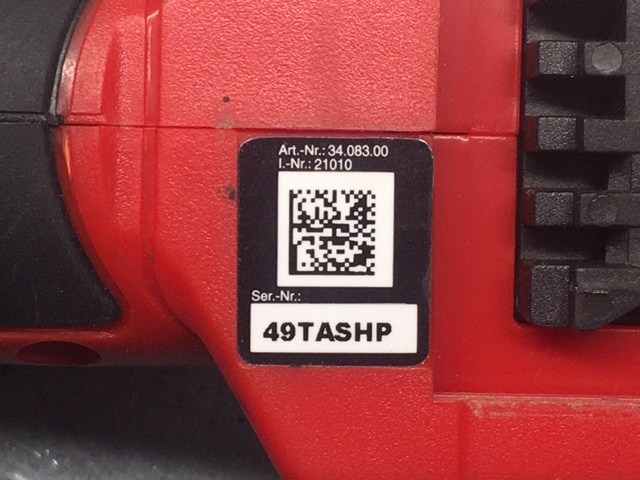 Art.-Nr.: 34.083.00
I.-Nr.: 21010
Ser.-Nr.:
49TASHP